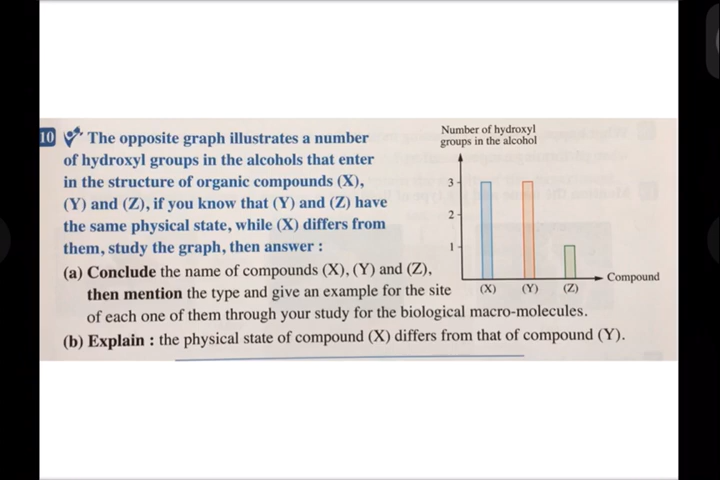 10 The opposite graph illustrates a number
of hydroxyl groups in the alcohols that enter
in the structure of organic compounds (X),
(Y) and (Z), if you know that (Y) and (Z) have
the same physical state, while (X) differs from
them, study the graph, then answer :
(a) Conclude the name of compounds (X), (Y) and (Z),
then mention the type and give an example for the site
of each one of them through your study for the biological macro-molecules.
(b) Explain : the physical state of compound (X) differs from that of compound (Y).
Number of hydroxyl
groups in the alcohol
3
2
1
(X) (Y) (Z)
Compound